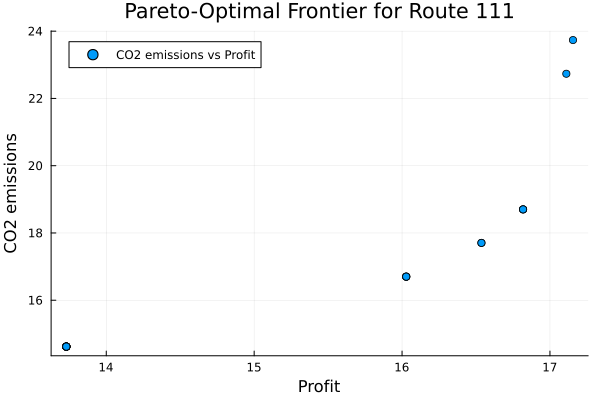 Pareto-Optimal Frontier for Route 111
CO2 emissions vs Profit
CO2 emissions
24
22
20
18
16
14
15
16
17
Profit